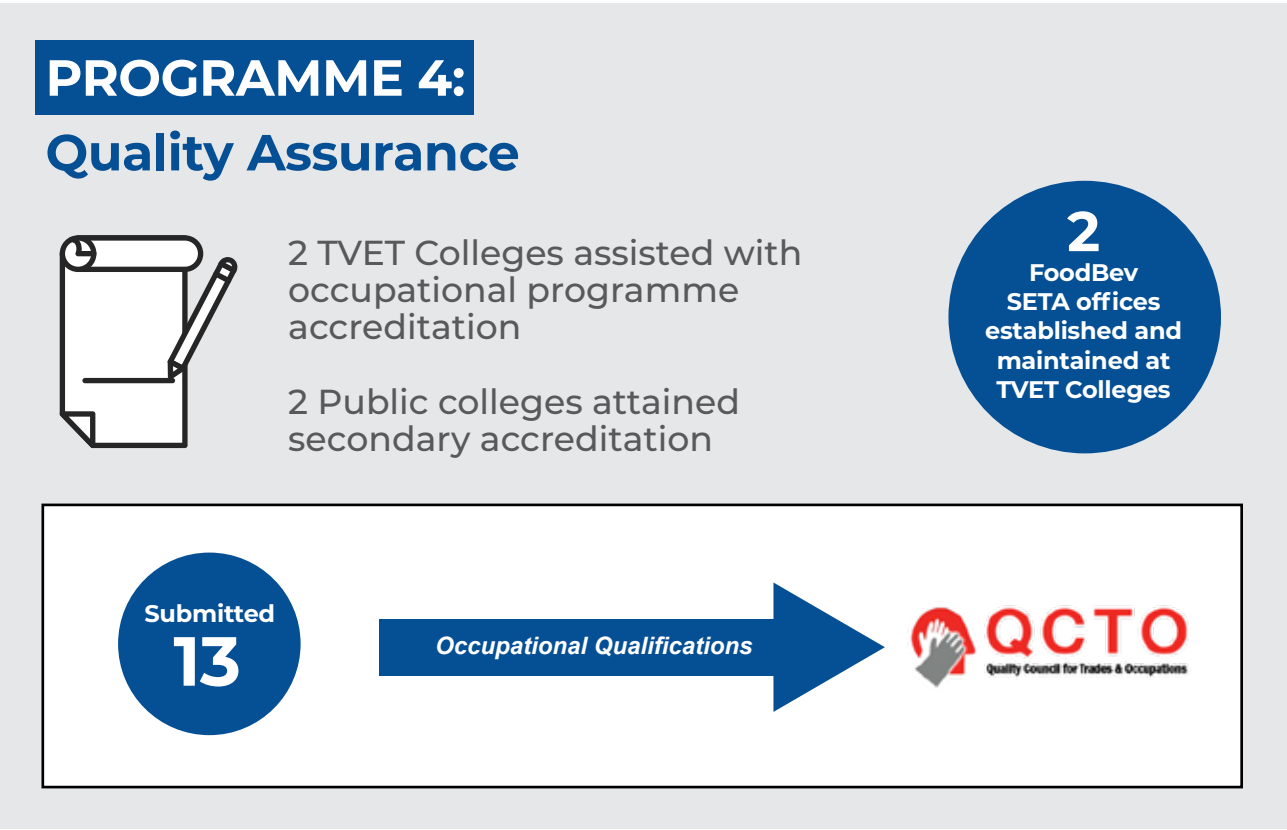 PROGRAMME 4:
Quality Assurance
2 TVET Colleges assisted with
occupational programme
accreditation
2 Public colleges attained
secondary accreditation
2
FoodBev
SETA offices
established and
maintained at
TVET Colleges
Submitted
13
Occupational Qualifications
QCTO
Quality Council for Trades & Occupations